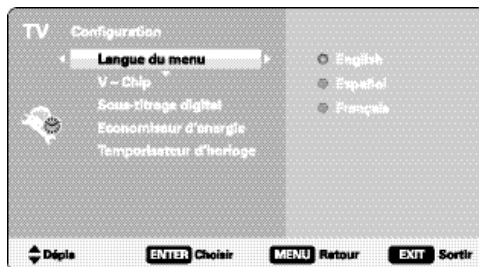 TV Configuration
Langue du menu
V – Chip
Sous-titrage digital
Economiseur d'energie
Temporisateur d'horloge
English
Español
Français
Dépla ENTER Choisir MENU Retour EXIT Sortir